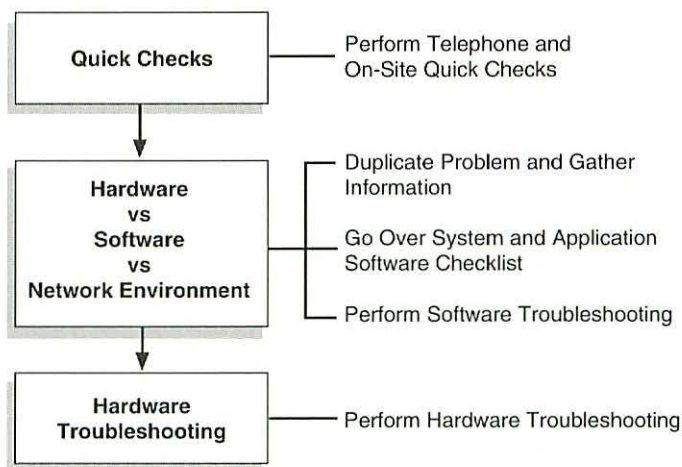 Quick Checks
Perform Telephone and
On-Site Quick Checks
Hardware
vs
Software
vs
Network Environment
Duplicate Problem and Gather
Information
Go Over System and Application
Software Checklist
Perform Software Troubleshooting
Hardware
Troubleshooting
Perform Hardware Troubleshooting